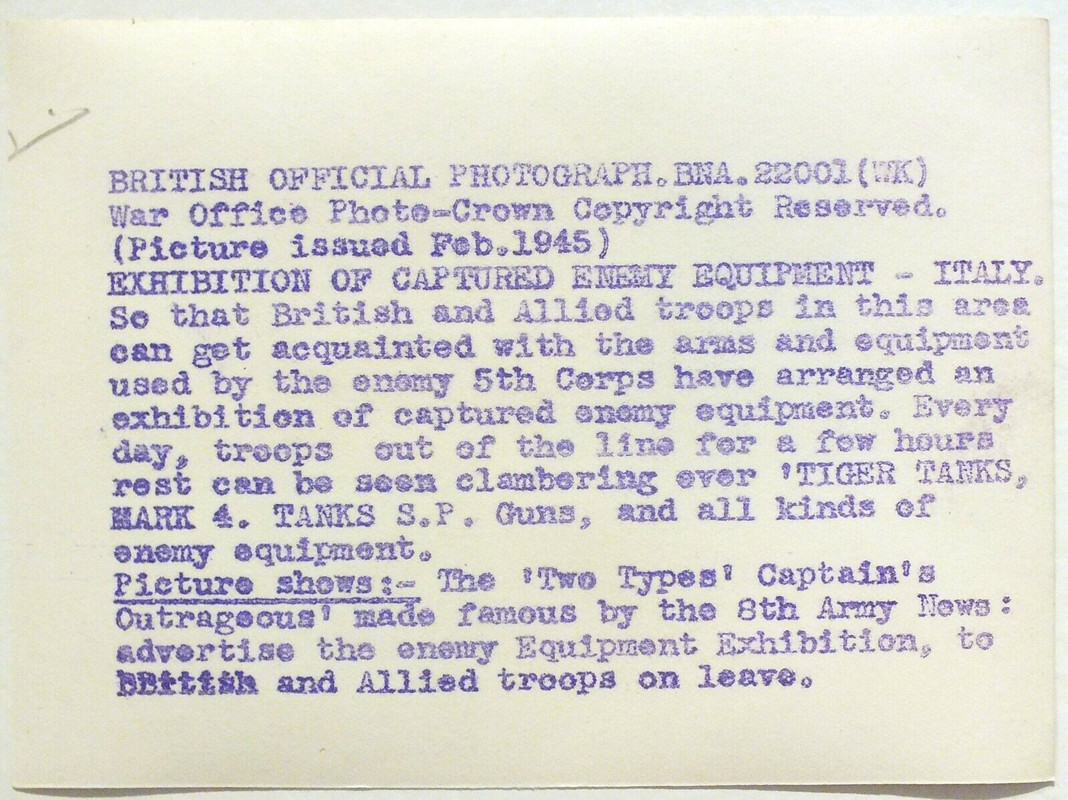 BRITISH OFFICIAL PHOTOGRAPH.BNA.22001(WK)
War Office Photo-Crown Copyright Reserved.
(Picture issued Feb.1945)
EXHIBITION OF CAPTURED ENEMY EQUIPMENT - ITALY.
So that British and Allied troops in this area
can get acquainted with the arms and equipment
used by the enemy 5th Corps have arranged an
exhibition of captured enemy equipment. Every
day, troops  out of the line for a few hours
rest can be seen clambering over 'TIGER TANKS,
MARK 4. TANKS S.P. Guns, and all kinds of
enemy equipment.
Picture shows:- The 'Two Types' Captain's
Outrageous' made famous by the 8th Army News:
advertise the enemy Equipment Exhibition, to
British and Allied troops on leave.